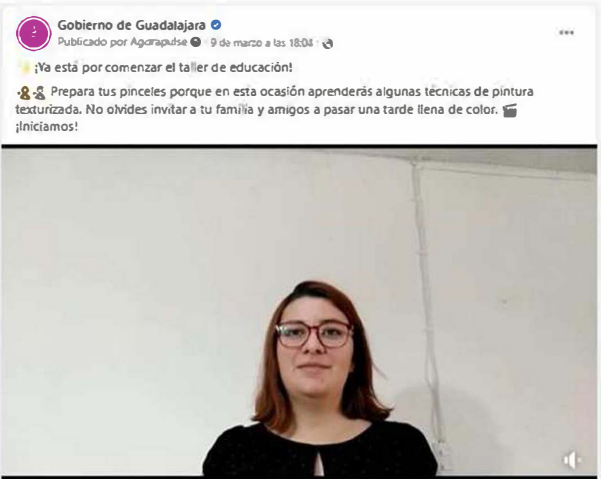 Gobierno de Guadalajara
Publicado por Agorapulse · 9 de marzo a las 18:04 ·
¡Ya está por comenzar el taller de educación!
Prepara tus pinceles porque en esta ocasión aprenderás algunas técnicas de pintura
texturizada. No olvides invitar a tu familia y amigos a pasar una tarde llena de color.
¡Iniciamos!